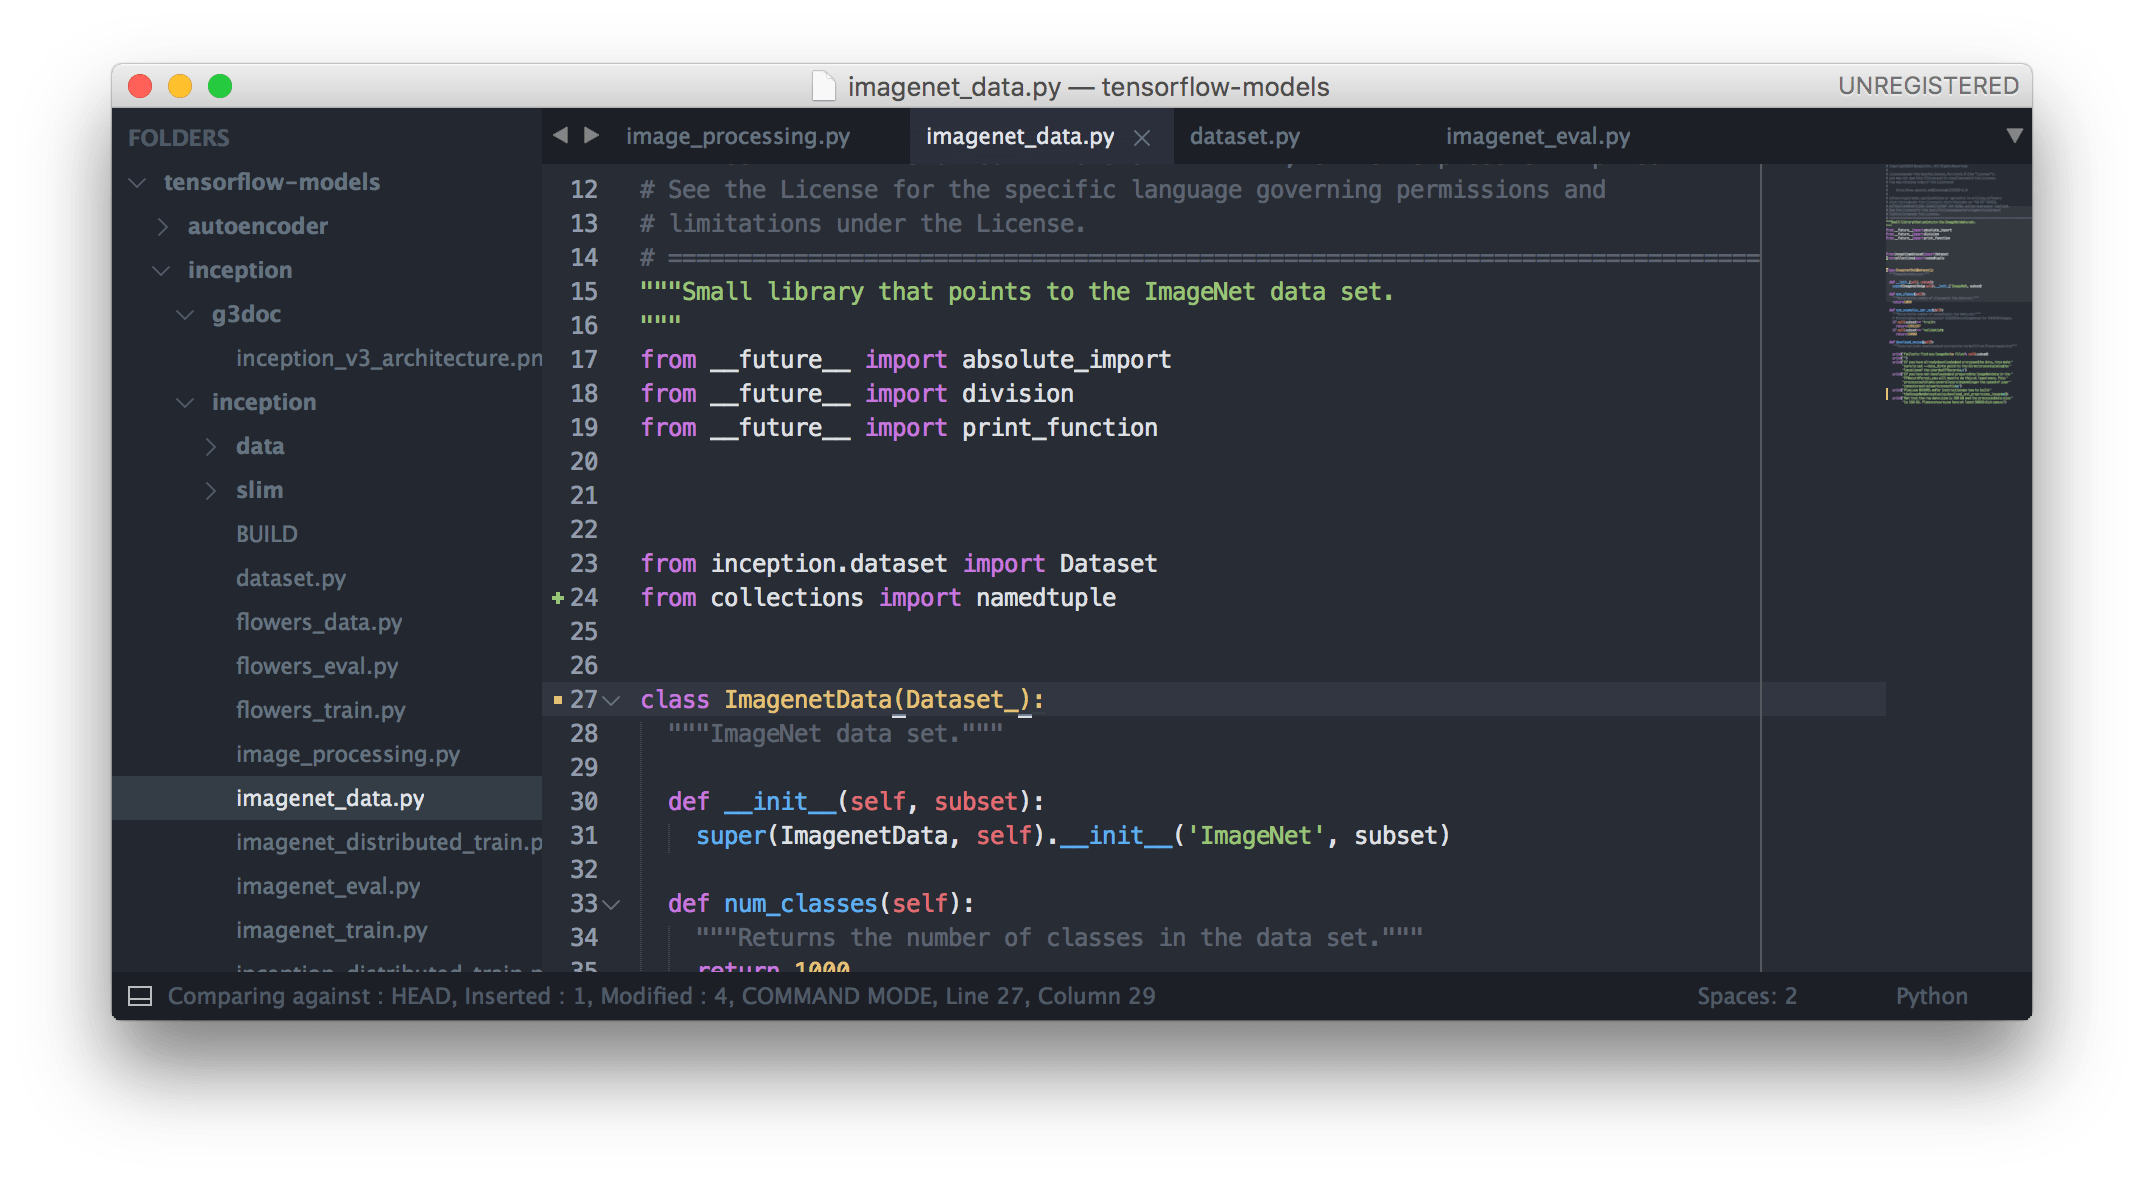 imagenet_data.py — tensorflow-models
UNREGISTERED
FOLDERS
tensorflow-models
autoencoder
inception
g3doc
inception_v3_architecture.pn
inception
data
slim
BUILD
dataset.py
flowers_data.py
flowers_eval.py
flowers_train.py
image_processing.py
imagenet_data.py
imagenet_distributed_train.p
imagenet_eval.py
imagenet_train.py
inception_distributed_train.p
image_processing.py
imagenet_data.py
dataset.py
imagenet_eval.py
12 # See the License for the specific language governing permissions and
13 # limitations under the License.
14 # ==============================================================================
15 """Small library that points to the ImageNet data set.
16 """
17 from __future__ import absolute_import
18 from __future__ import division
19 from __future__ import print_function
20
21
22
23 from inception.dataset import Dataset
+ 24 from collections import namedtuple
25
26
27 class ImagenetData(Dataset_):
28 """ImageNet data set."""
29
30 def __init__(self, subset):
31 super(ImagenetData, self).__init__('ImageNet', subset)
32
33 def num_classes(self):
34 """Returns the number of classes in the data set."""
35 return 1000
Comparing against : HEAD, Inserted : 1, Modified : 4, COMMAND MODE, Line 27, Column 29
Spaces: 2
Python